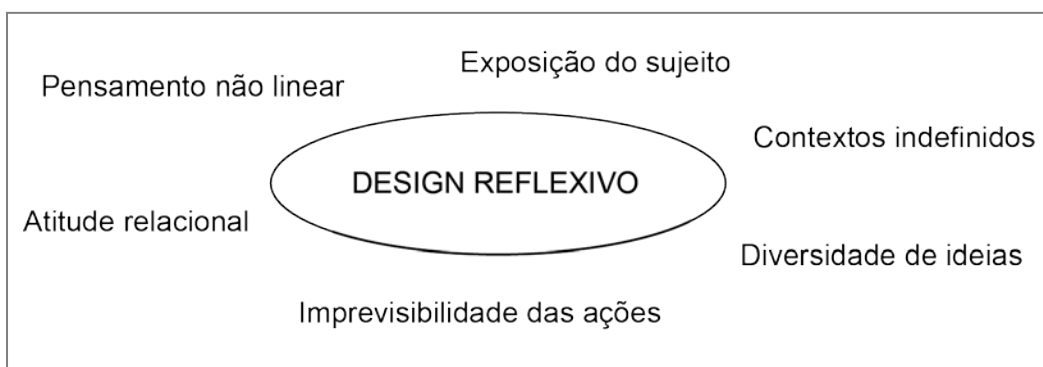 Exposição do sujeito
Pensamento não linear
Contextos indefinidos
DESIGN REFLEXIVO
Atitude relacional
Diversidade de ideias
Imprevisibilidade das ações